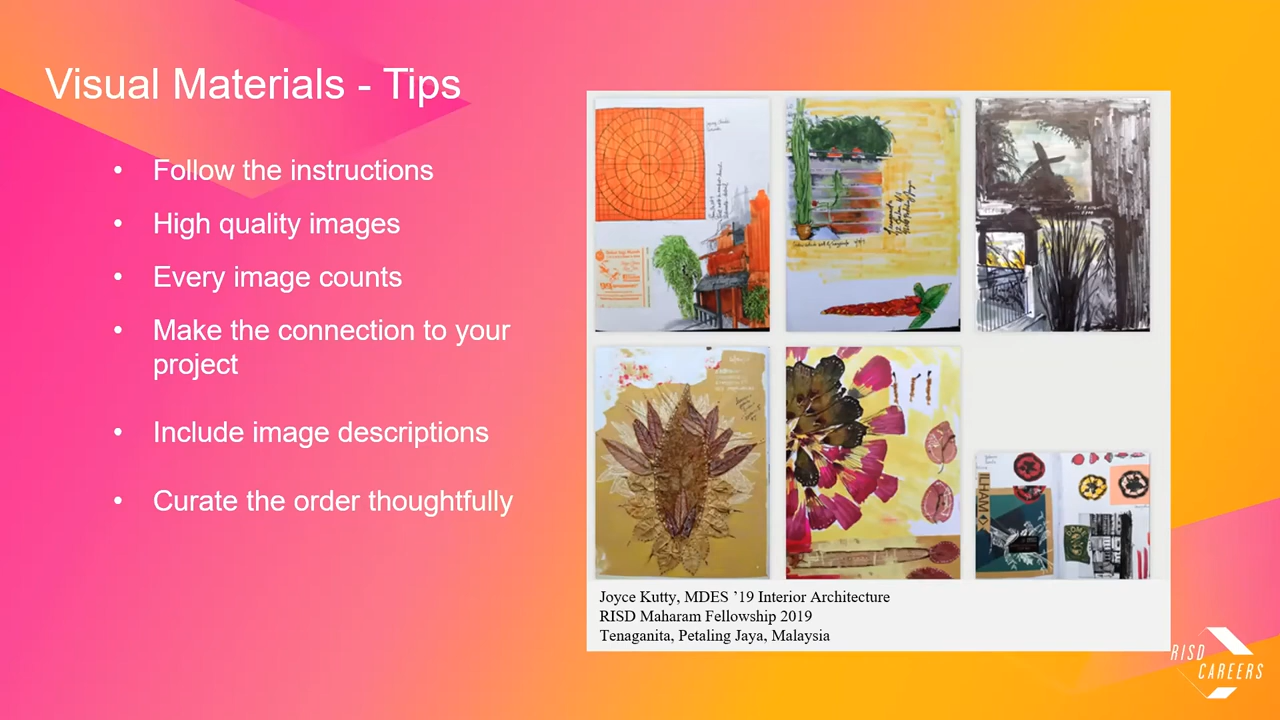 Visual Materials - Tips
• Follow the instructions
• High quality images
• Every image counts
• Make the connection to your
project
• Include image descriptions
• Curate the order thoughtfully
ILHAM
Joyce Kutty, MDES ’19 Interior Architecture
RISD Maharam Fellowship 2019
Tenaganita, Petaling Jaya, Malaysia
RISD
CAREERS